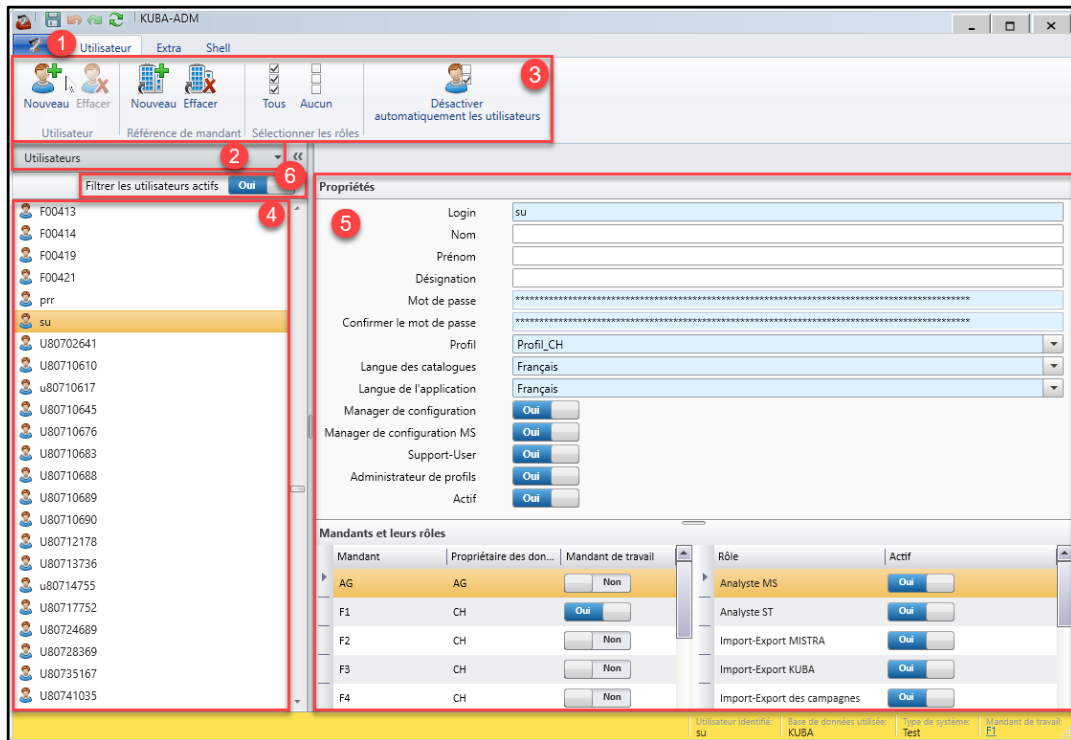 KUBA-ADM
1
Utilisateur Extra Shell
3
Nouveau Effacer Nouveau Effacer Tous Aucun Désactiver
automatiquement les utilisateurs
Utilisateur Référence de mandant Sélectionner les rôles
Utilisateurs
2
Filtrer les utilisateurs actifs Oui
6
4
F00413
F00414
F00419
F00421
prr
su
U80702641
U80710610
u80710617
U80710645
U80710676
U80710683
U80710688
U80710689
U80710690
U80712178
U80713736
u80714755
U80717752
U80724689
U80728369
U80735167
U80741035
Propriétés
5
Login su
Nom
Prénom
Désignation
Mot de passe
Confirmer le mot de passe
Profil Profil_CH
Langue des catalogues Français
Langue de l'application Français
Manager de configuration Oui
Manager de configuration MS Oui
Support-User Oui
Administrateur de profils Oui
Actif Oui
Mandants et leurs rôles
Mandant Propriétaire des don... Mandant de travail Rôle Actif
AG AG Non Analyste MS Oui
F1 CH Oui Analyste ST Oui
F2 CH Non Import-Export MISTRA Oui
F3 CH Non Import-Export KUBA Oui
F4 CH Non Import-Export des campagnes Oui
Utilisateur identifié: Base de données utilisée: Type de système: Mandant de travail:
su KUBA Test F1